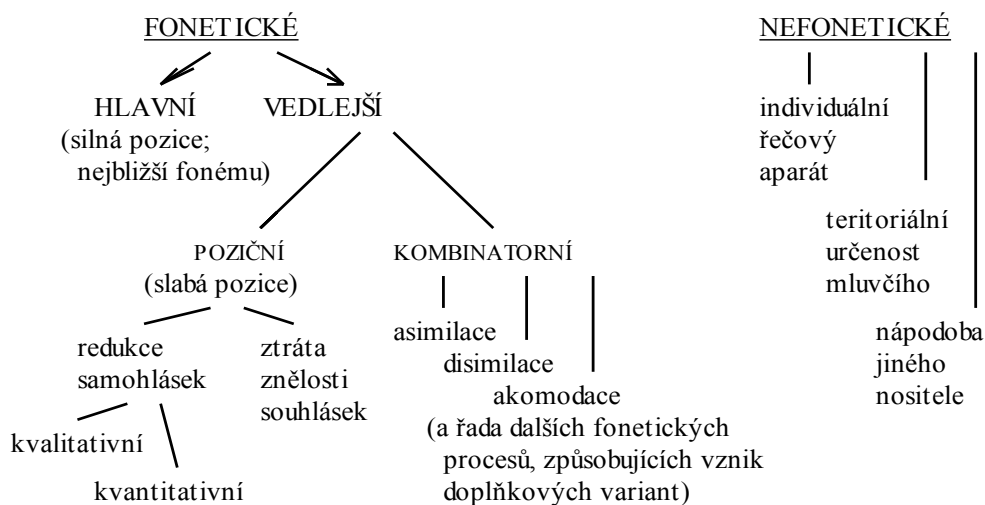 FONETICKÉ
NEFONETICKÉ
HLAVNÍ
(silná pozice;
nejbližší fonému)
VEDLEJŠÍ
individuální
řečový
aparát
POZIČNÍ
(slabá pozice)
KOMBINATORNÍ
teritoriální
určenost
mluvčího
redukce
samohlásek
ztráta
znělosti
souhlásek
asimilace
disimilace
akomodace
(a řada dalších fonetických
procesů, způsobujících vznik
doplňkových variant)
nápodoba
jiného
nositele
kvalitativní
kvantitativní